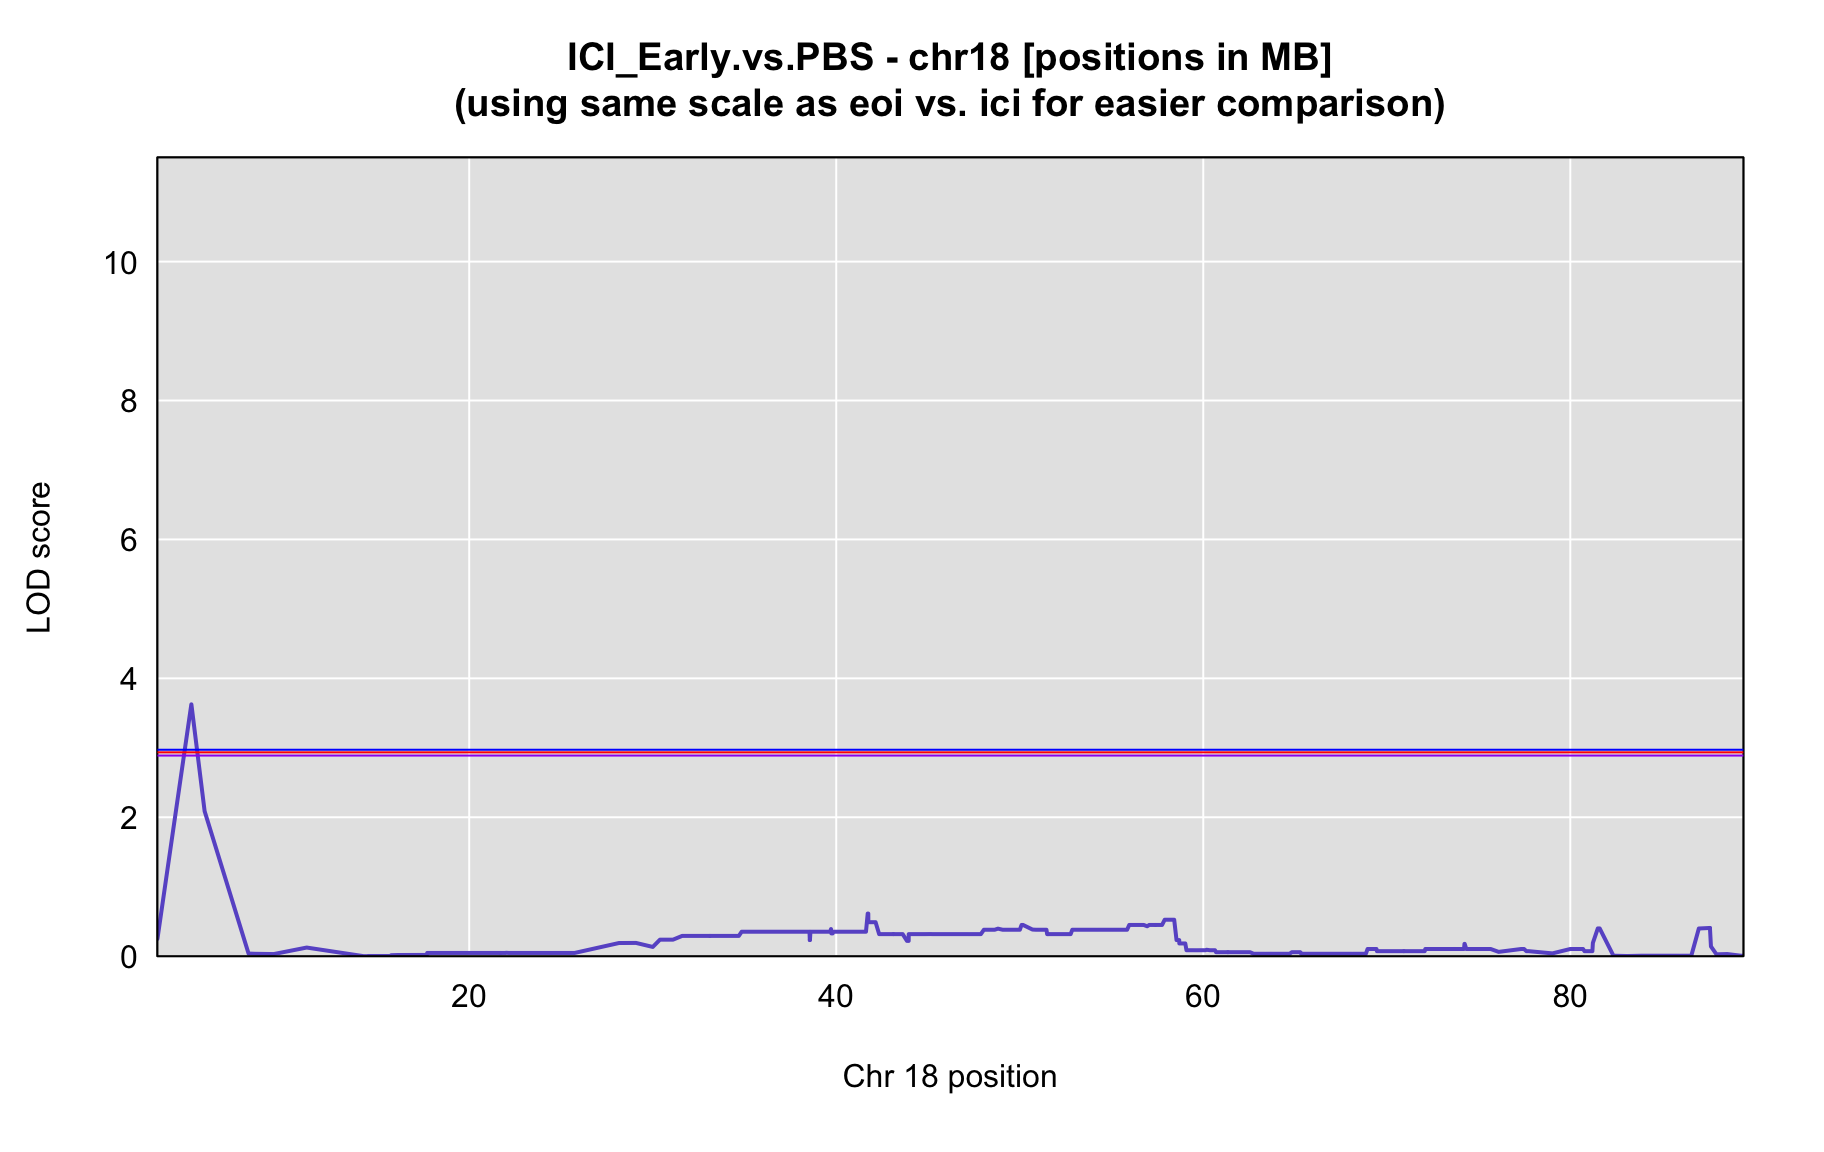 ICI_Early.vs.PBS - chr18 [positions in MB]
(using same scale as eoi vs. ici for easier comparison)
LOD score
10
8
6
4
2
0
20 40 60 80
Chr 18 position